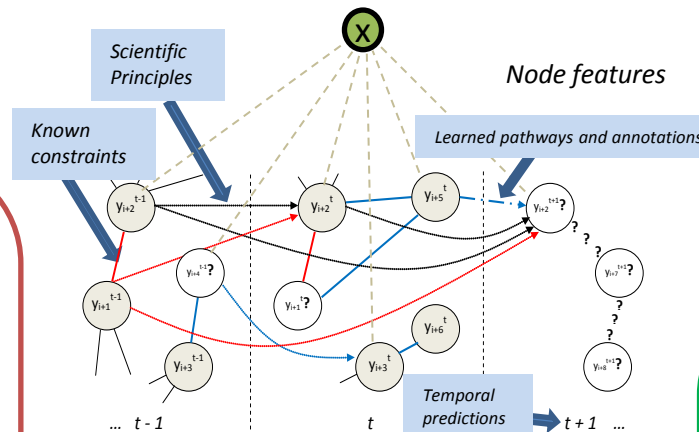 X
Scientific
Principles
Node features
Known
constraints
Learned pathways and annotations
y_{i+2}^{t-1}
y_{i+2}^{t}
y_{i+5}^{t}
y_{i+2}^{t+1}?
? ? ? ?
y_{i+4}^{t-1}?
y_{i+7}^{t+1}?
y_{i+1}^{t-1}
y_{i+1}^{t}?
? ? ? ?
y_{i+6}^{t}
y_{i+3}^{t-1}
y_{i+3}^{t}
y_{i+8}^{t+1}?
Temporal
predictions
... t - 1
t
t + 1 ...